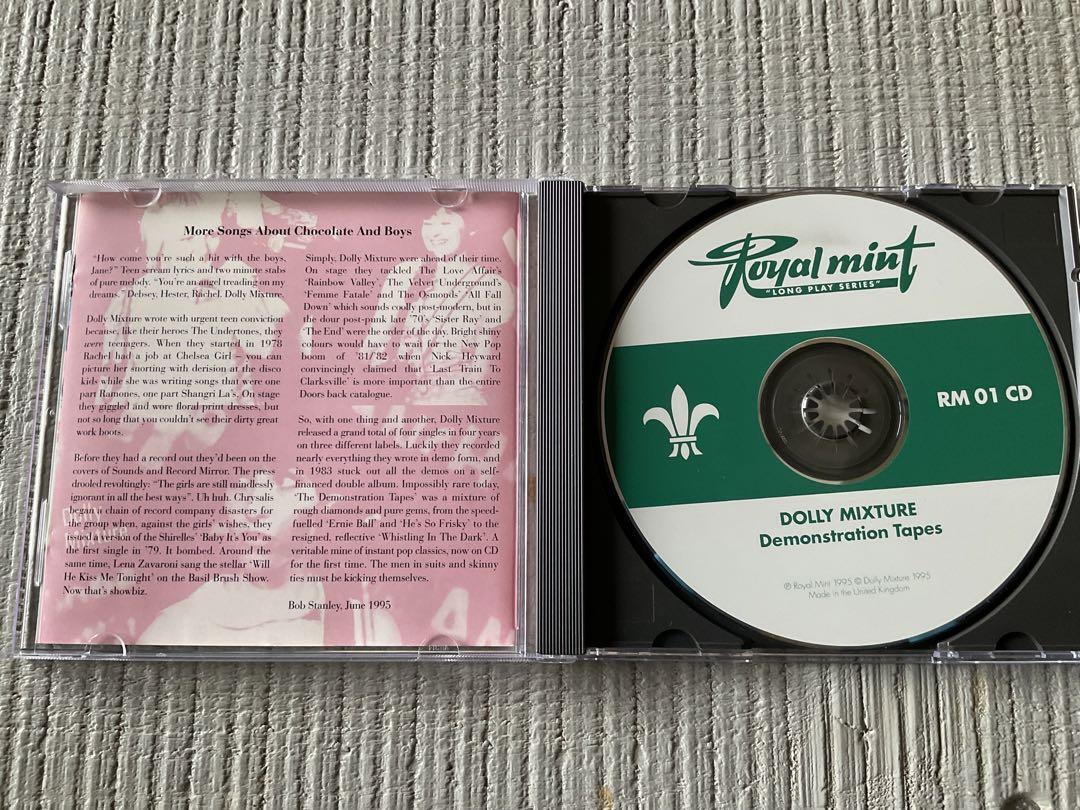 More Songs About Chocolate And Boys
"How come you're such a hit with the boys,
Jane?" Teen scream lyrics and two minute stabs
of pure melody. "You're an angel treading on my
dreams." Debsey, Hester, Rachel. Dolly Mixture.
Dolly Mixture wrote with urgent teen conviction
because, like their heroes The Undertones, they
were teenagers. When they started in 1978
Rachel had a job at Chelsea Girl - you can
picture her snorting with derision at the disco
kids while she was writing songs that were one
part Ramones, one part Shangri La's. On stage
they giggled and wore floral print dresses, but
not so long that you couldn't see their dirty great
work boots.
Before they had a record out they'd been on the
covers of Sounds and Record Mirror. The press
drooled revoltingly: "The girls are still mindlessly
ignorant in all the best ways". Uh huh. Chrysalis
began a chain of record company disasters for
the group when, against the girls' wishes, they
issued a version of the Shirelles' 'Baby It's You' as
the first single in '79. It bombed. Around the
same time, Lena Zavaroni sang the stellar 'Will
He Kiss Me Tonight' on the Basil Brush Show.
Now that's showbiz.
Simply, Dolly Mixture were ahead of their time.
On stage they tackled The Love Affair's
'Rainbow Valley', The Velvet Underground's
'Femme Fatale' and The Osmonds' 'All Fall
Down' which sounds coolly post-modern, but in
the dour post-punk late '70's 'Sister Ray' and
'The End' were the order of the day. Bright shiny
colours would have to wait for the New Pop
boom of '81/'82 when Nick Heyward
convincingly claimed that 'Last Train To
Clarksville' is more important than the entire
Doors back catalogue.
So, with one thing and another, Dolly Mixture
released a grand total of four singles in four years
on three different labels. Luckily they recorded
nearly everything they wrote in demo form, and
in 1983 stuck out all the demos on a self-
financed double album. Impossibly rare today,
'The Demonstration Tapes' was a mixture of
rough diamonds and pure gems, from the speed-
fuelled 'Ernie Ball' and 'He's So Frisky' to the
resigned, reflective 'Whistling In The Dark'. A
veritable mine of instant pop classics, now on CD
for the first time. The men in suits and skinny
ties must be kicking themselves.
Bob Stanley, June 1995
Dolly
Mixture
Royal mint
"LONG PLAY SERIES"
RM 01 CD
DOLLY MIXTURE
Demonstration Tapes
℗ Royal Mint 1995 © Dolly Mixture 1995
Made in the United Kingdom